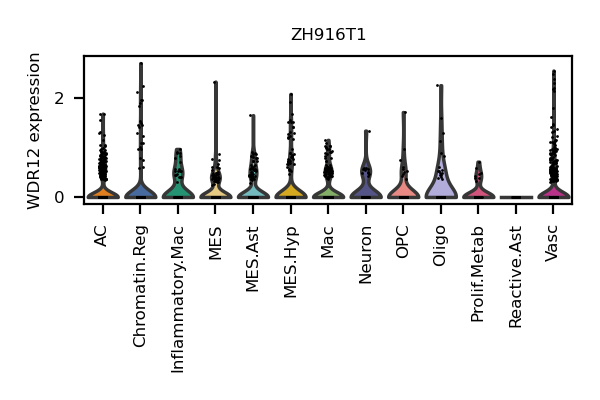 ZH916T1
WDR12 expression
2
0
AC
Chromatin.Reg
Inflammatory.Mac
MES
MES.Ast
MES.Hyp
Mac
Neuron
OPC
Oligo
Prolif.Metab
Reactive.Ast
Vasc